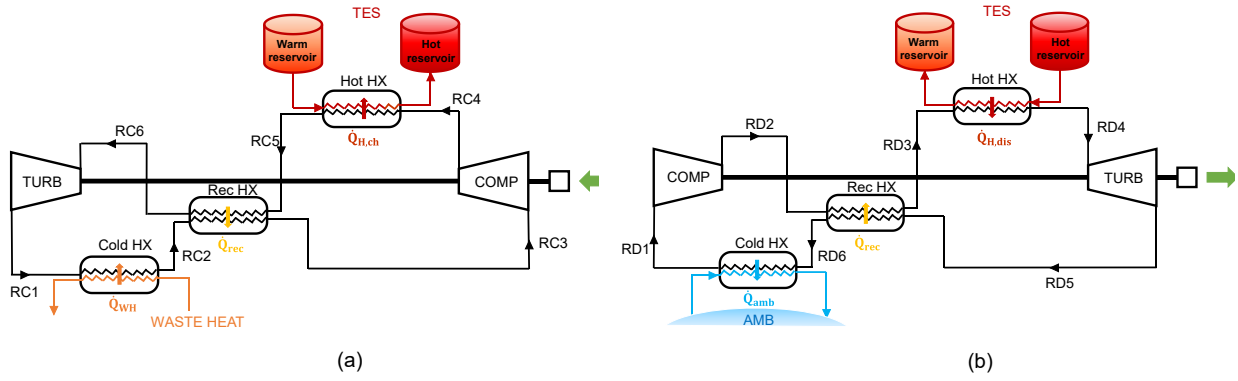 TES
Warm
reservoir
Hot
reservoir
Hot HX
RC4
RC5
Q̇H,ch
RC6
TURB
COMP
Rec HX
Q̇rec
RC3
RC2
Cold HX
RC1
Q̇WH
WASTE HEAT
(a)
TES
Warm
reservoir
Hot
reservoir
Hot HX
RD2
RD3
Q̇H,dis
RD4
COMP
TURB
Rec HX
Q̇rec
RD1
Cold HX
RD6
RD5
Q̇amb
AMB
(b)